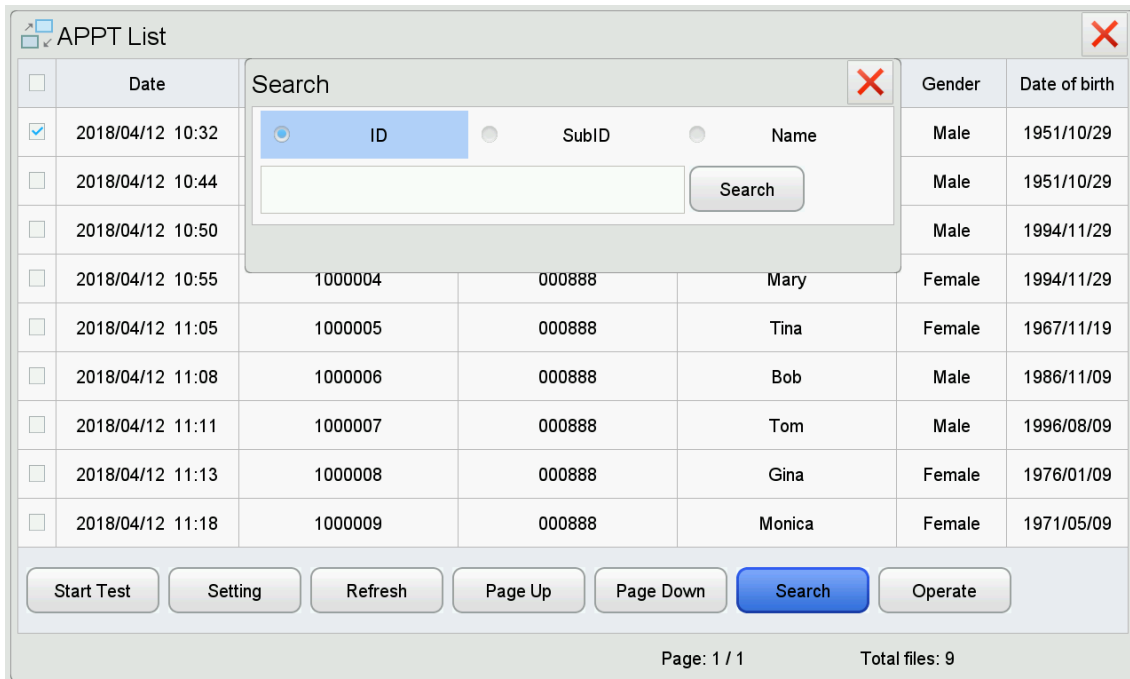 APPT List
Date Search Gender Date of birth
2018/04/12 10:32 ID SubID Name Male 1951/10/29
2018/04/12 10:44 Search Male 1951/10/29
2018/04/12 10:50 Male 1994/11/29
2018/04/12 10:55 1000004 000888 Mary Female 1994/11/29
2018/04/12 11:05 1000005 000888 Tina Female 1967/11/19
2018/04/12 11:08 1000006 000888 Bob Male 1986/11/09
2018/04/12 11:11 1000007 000888 Tom Male 1996/08/09
2018/04/12 11:13 1000008 000888 Gina Female 1976/01/09
2018/04/12 11:18 1000009 000888 Monica Female 1971/05/09
Start Test Setting Refresh Page Up Page Down Search Operate
Page: 1 / 1 Total files: 9